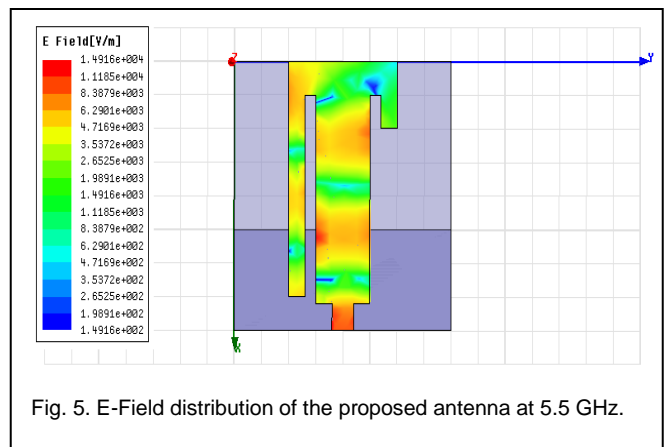 E Field[V/m]
1.4916e+004
1.1185e+004
8.3879e+003
6.2901e+003
4.7169e+003
3.5372e+003
2.6525e+003
1.9891e+003
1.4916e+003
1.1185e+003
8.3879e+002
6.2901e+002
4.7169e+002
3.5372e+002
2.6525e+002
1.9891e+002
1.4916e+002
Z
Y
X
Fig. 5. E-Field distribution of the proposed antenna at 5.5 GHz.